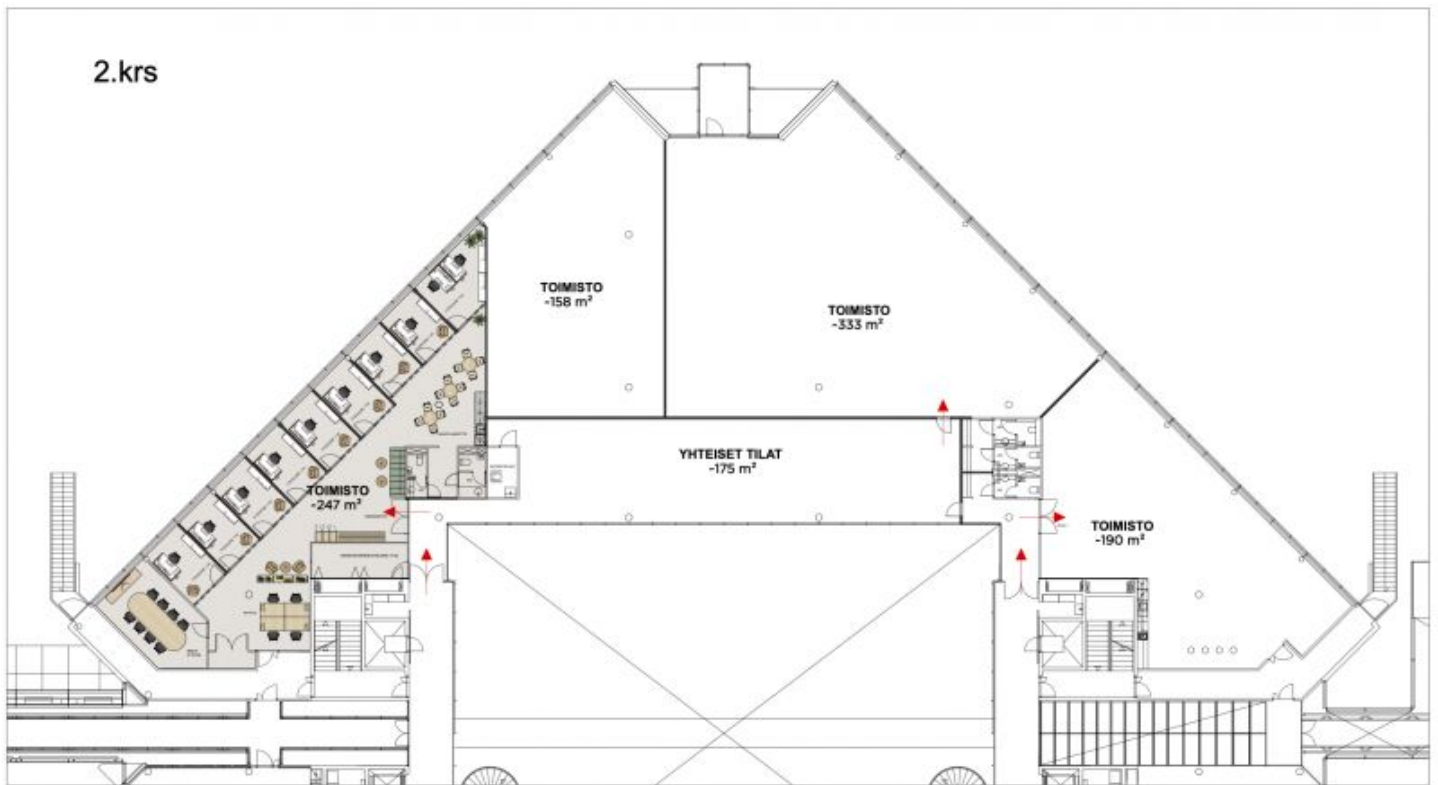 2.krs
TOIMISTO
~158 m²
TOIMISTO
~333 m²
YHTEISET TILAT
~175 m²
TOIMISTO
~247 m²
TOIMISTO
~190 m²